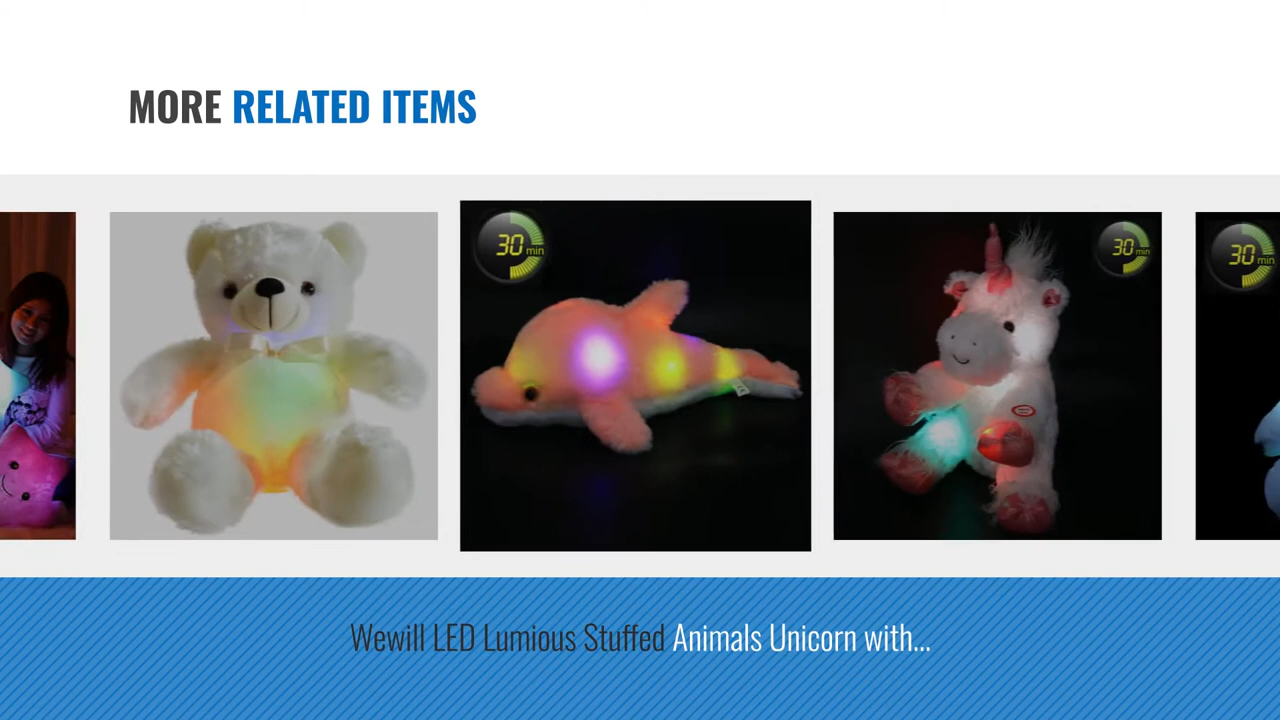 MORE RELATED ITEMS
30 min
30 min
30 min
Wewill LED Lumious Stuffed Animals Unicorn with...